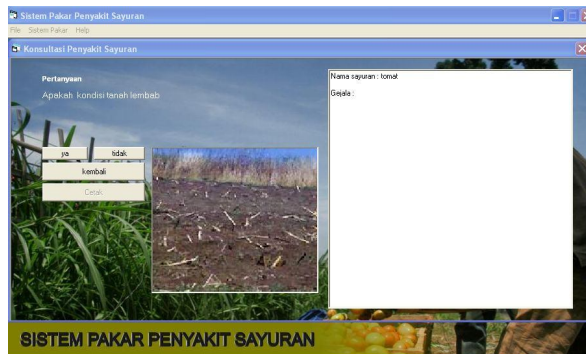 Sistem Pakar Penyakit Sayuran
File Sistem Pakar Help
Konsultasi Penyakit Sayuran
Pertanyaan
Apakah kondisi tanah lembab
ya tidak
kembali
Cetak
Nama sayuran : tomat
Gejala :
SISTEM PAKAR PENYAKIT SAYURAN